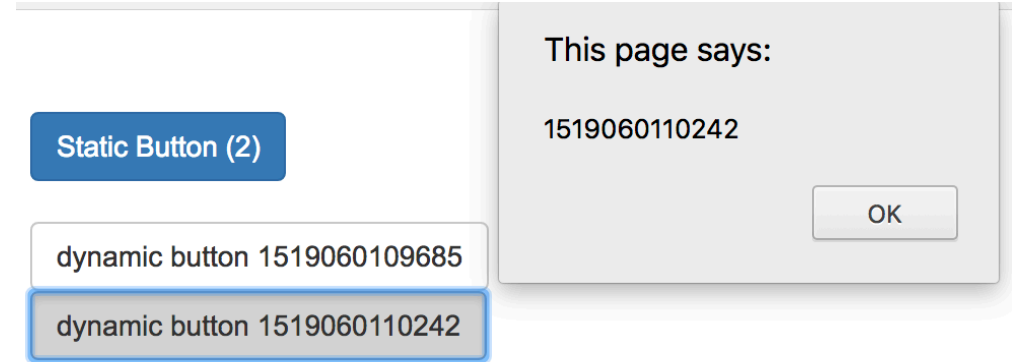 This page says:
1519060110242
OK
Static Button (2)
dynamic button 1519060109685
dynamic button 1519060110242